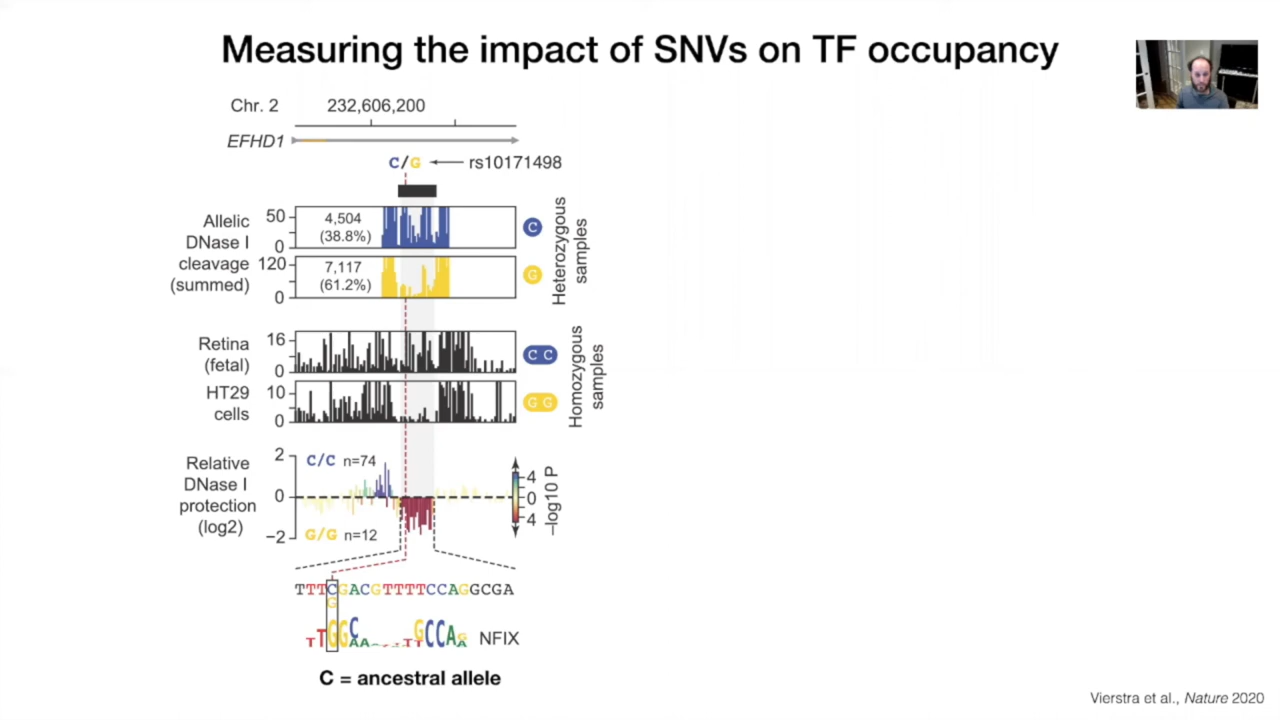 Measuring the impact of SNVs on TF occupancy
Chr. 2 232,606,200
EFHD1
C/G rs10171498
Allelic
DNase I
cleavage
(summed)
50
0
4,504
(38.8%)
C
120
0
7,117
(61.2%)
G
Heterozygous
samples
Retina
(fetal)
16
0
C C
HT29
cells
10
0
G G
Homozygous
samples
Relative
DNase I
protection
(log2)
2
0
−2
C/C n=74
G/G n=12
4
0
4
−log10 P
TTTCGACGTTTTCCAGGCGA
G
NFIX
C = ancestral allele
Vierstra et al., Nature 2020